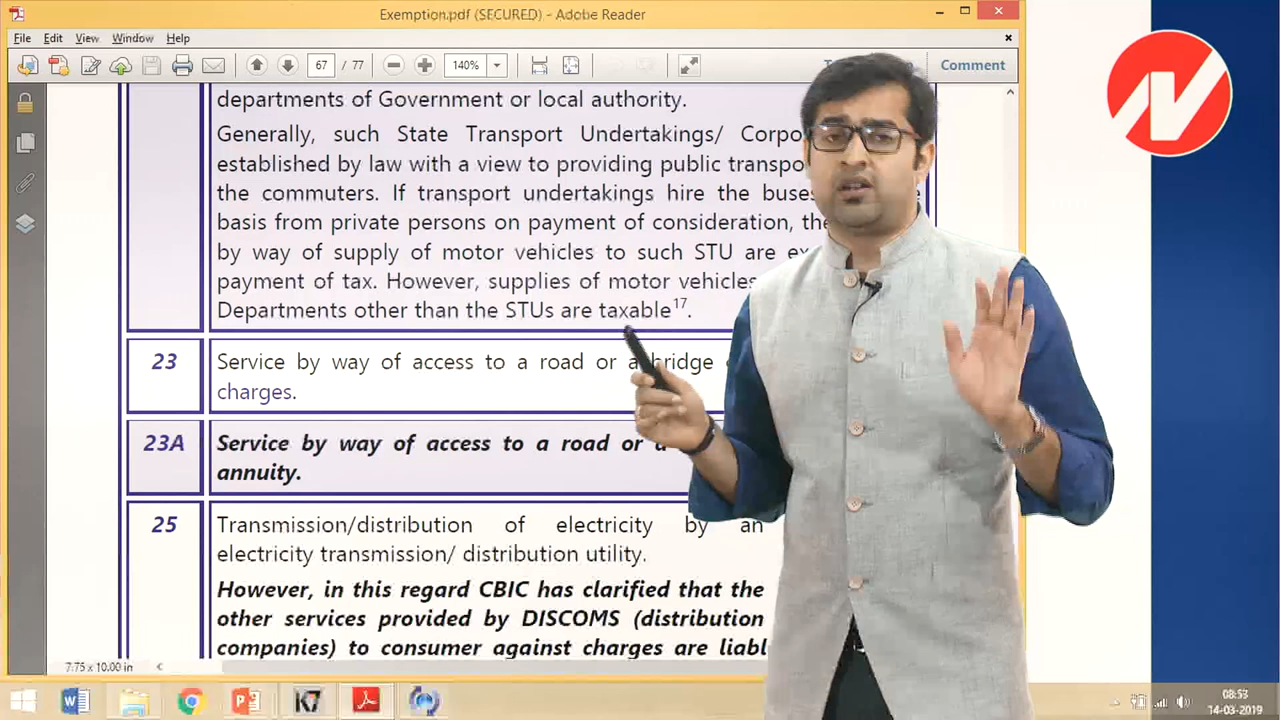 Exemption.pdf (SECURED) - Adobe Reader
File Edit View Window Help
67 / 77 140% Comment
departments of Government or local authority.
Generally, such State Transport Undertakings/
established by law with a view to providing public
the commuters. If transport undertakings hire the buses
basis from private persons on payment of consideration,
by way of supply of motor vehicles to such STU are
payment of tax. However, supplies of motor vehicles
Departments other than the STUs are taxable17.
23 Service by way of access to a road or a bridge
charges.
23A Service by way of access to a road or a
annuity.
25 Transmission/distribution of electricity by an
electricity transmission/ distribution utility.
However, in this regard CBIC has clarified that the
other services provided by DISCOMS (distribution
companies) to consumer against charges are
7.75 x 10.00 in
08:53
14-03-2019